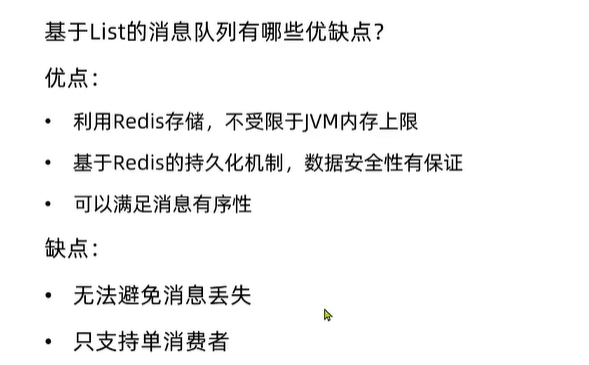 基于List的消息队列有哪些优缺点？
优点：
• 利用Redis存储，不受限于JVM内存上限
• 基于Redis的持久化机制，数据安全性有保证
• 可以满足消息有序性
缺点：
• 无法避免消息丢失
• 只支持单消费者